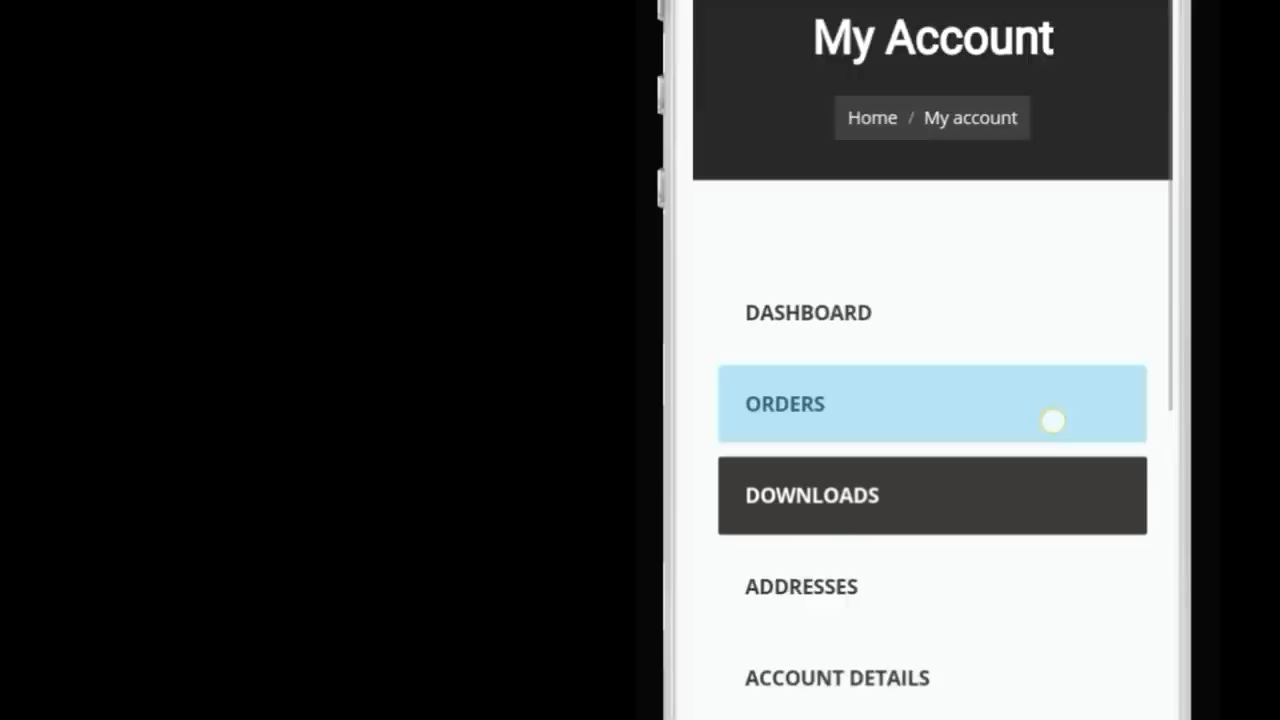 My Account
Home / My account
DASHBOARD
ORDERS
DOWNLOADS
ADDRESSES
ACCOUNT DETAILS